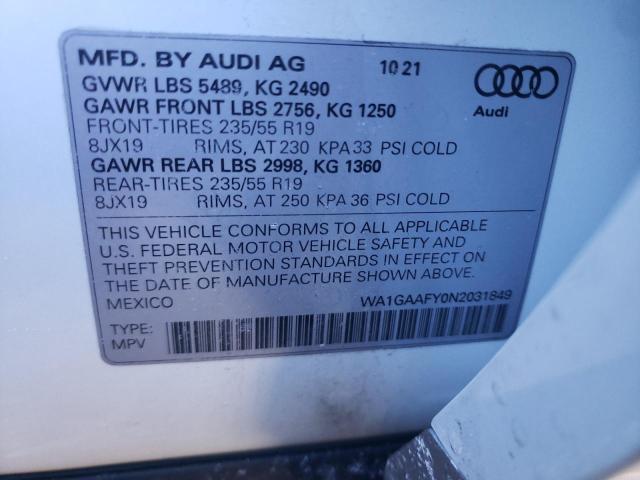 MFD. BY AUDI AG 10 21
GVWR LBS 5489, KG 2490
GAWR FRONT LBS 2756, KG 1250
FRONT-TIRES 235/55 R19
8JX19 RIMS, AT 230 KPA 33 PSI COLD
GAWR REAR LBS 2998, KG 1360
REAR-TIRES 235/55 R19
8JX19 RIMS, AT 250 KPA 36 PSI COLD
Audi
THIS VEHICLE CONFORMS TO ALL APPLICABLE
U.S. FEDERAL MOTOR VEHICLE SAFETY AND
THEFT PREVENTION STANDARDS IN EFFECT ON
THE DATE OF MANUFACTURE SHOWN ABOVE.
MEXICO WA1GAAFY0N2031849
TYPE:
MPV